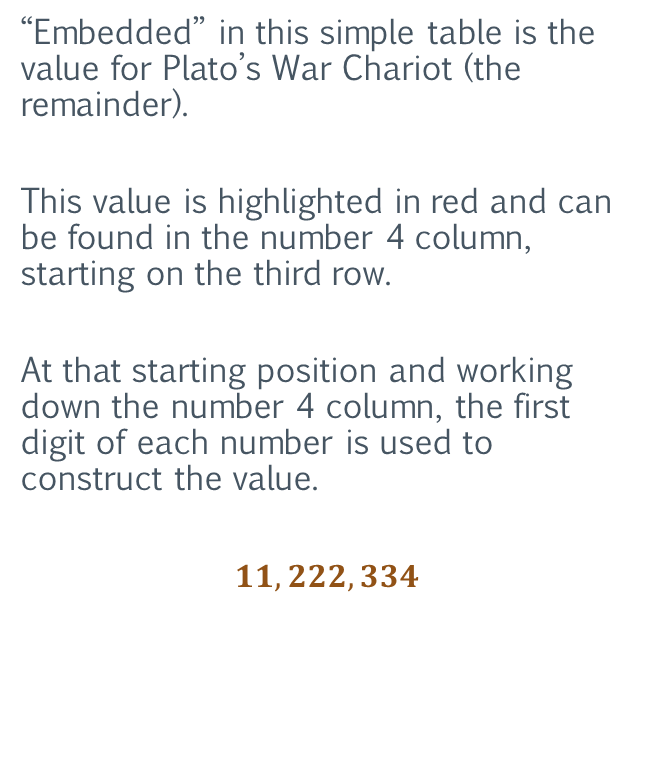 “Embedded” in this simple table is the
value for Plato’s War Chariot (the
remainder).
This value is highlighted in red and can
be found in the number 4 column,
starting on the third row.
At that starting position and working
down the number 4 column, the first
digit of each number is used to
construct the value.
11, 222, 334